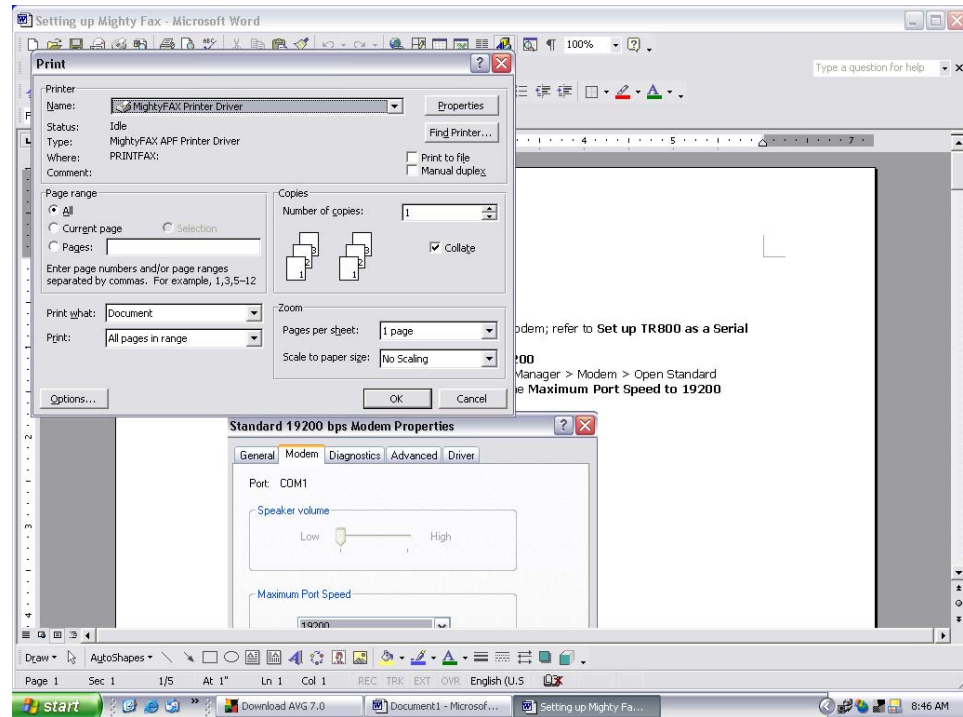 Setting up Mighty Fax - Microsoft Word
100%
Type a question for help
Print
Printer
Name: MightyFAX Printer Driver
Properties
Status: Idle
Find Printer...
Type: MightyFAX APF Printer Driver
Where: PRINTFAX:
Print to file
Comment:
Manual duplex
Page range
All
Current page
Selection
Pages:
Enter page numbers and/or page ranges
separated by commas. For example, 1,3,5–12
Copies
Number of copies: 1
Collate
Print what: Document
Print: All pages in range
Zoom
Pages per sheet: 1 page
Scale to paper size: No Scaling
Options...
OK
Cancel
4 5 7
odem; refer to Set up TR800 as a Serial
200
Manager > Modem > Open Standard
e Maximum Port Speed to 19200
Standard 19200 bps Modem Properties
General Modem Diagnostics Advanced Driver
Port: COM1
Speaker volume
Low High
Maximum Port Speed
19200
Draw AutoShapes
Page 1 Sec 1 1/5 At 1" Ln 1 Col 1 REC TRK EXT OVR English (U.S
start
Download AVG 7.0
Document1 - Microsof...
Setting up Mighty Fa...
8:46 AM